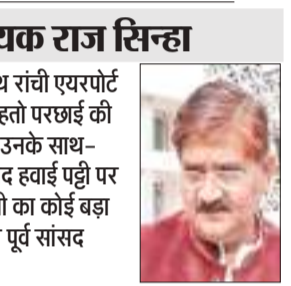 यक राज सिन्हा
थ रांची एयरपोर्ट
हतो परछाई की
उनके साथ-
द हवाई पट्टी पर
ी का कोई बड़ा
पूर्व सांसद